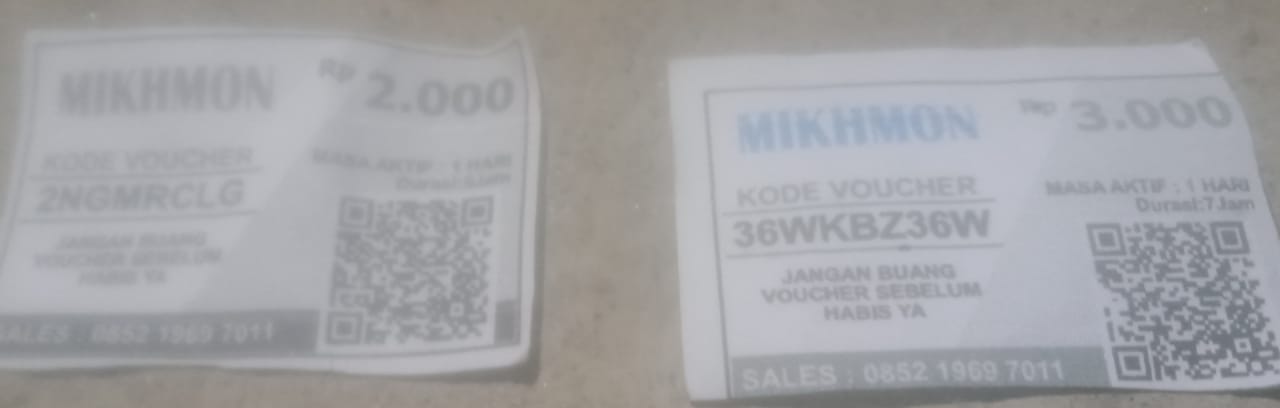 MIKHMON
Rp 2.000
KODE VOUCHER
MASA AKTIF : 1 HARI
2NGMRCLG
JANGAN BUANG
VOUCHER SEBELUM
HABIS YA
SALES : 0852 1969 7011
MIKHMON
Rp 3.000
KODE VOUCHER
MASA AKTIF : 1 HARI
Durasi:7Jam
36WKBZ36W
JANGAN BUANG
VOUCHER SEBELUM
HABIS YA
SALES : 0852 1969 7011